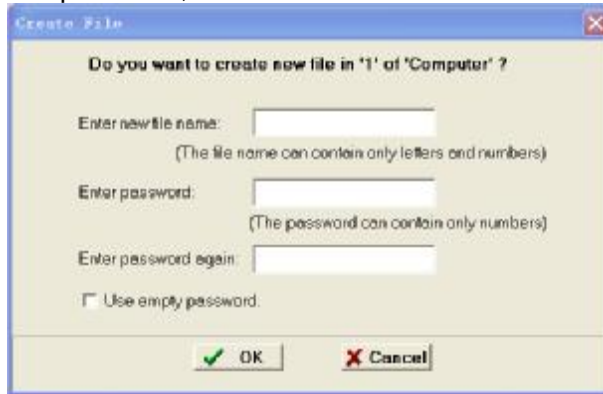 Create File
Do you want to create new file in '1' of 'Computer' ?
Enter new file name:
(The file name can contain only letters and numbers)
Enter password:
(The password can contain only numbers)
Enter password again:
Use empty password.
OK
Cancel